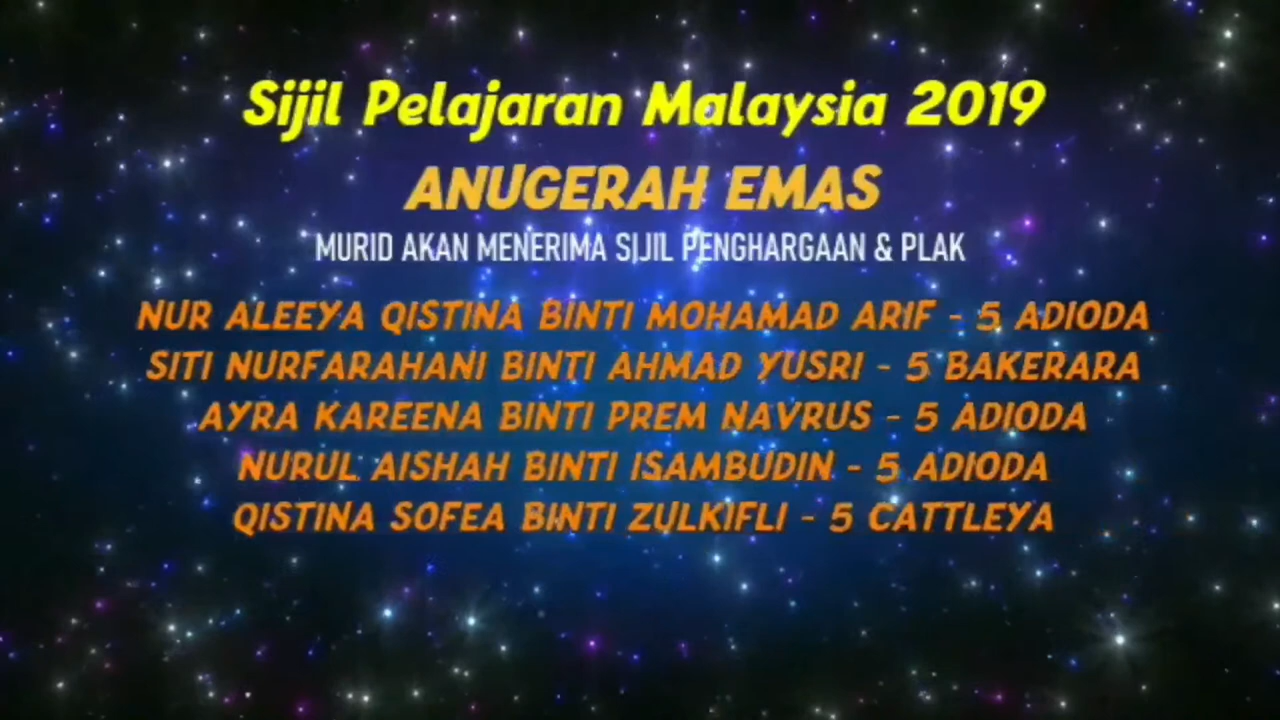 Sijil Pelajaran Malaysia 2019
ANUGERAH EMAS
MURID AKAN MENERIMA SIJIL PENGHARGAAN & PLAK
NUR ALEEYA QISTINA BINTI MOHAMAD ARIF - 5 ADIODA
SITI NURFARAHANI BINTI AHMAD YUSRI - 5 BAKERARA
AYRA KAREENA BINTI PREM NAVRUS - 5 ADIODA
NURUL AISHAH BINTI ISAMBUDIN - 5 ADIODA
QISTINA SOFEA BINTI ZULKIFLI - 5 CATTLEYA